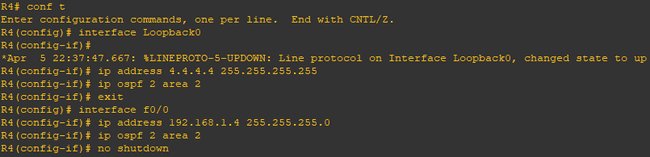 R4# conf t
Enter configuration commands, one per line.  End with CNTL/Z.
R4(config)# interface Loopback0
R4(config-if)#
*Apr  5 22:37:47.667: %LINEPROTO-5-UPDOWN: Line protocol on Interface Loopback0, changed state to up
R4(config-if)# ip address 4.4.4.4 255.255.255.255
R4(config-if)# ip ospf 2 area 2
R4(config-if)# exit
R4(config)# interface f0/0
R4(config-if)# ip address 192.168.1.4 255.255.255.0
R4(config-if)# ip ospf 2 area 2
R4(config-if)# no shutdown